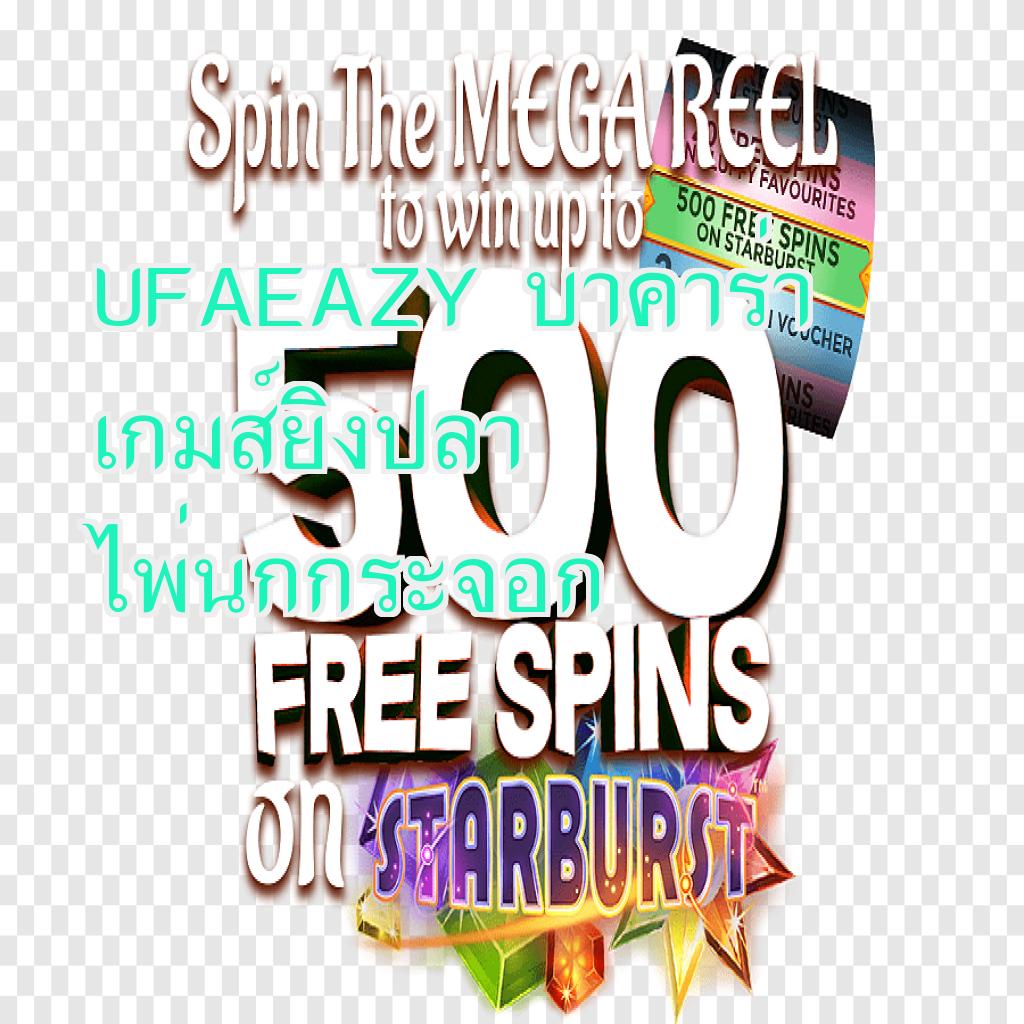 Spin The MEGA REEL
to win up to
500 FREE SPINS
ON STARBURST
VOUCHER
UFAEAZY บาคารา
เกมส์ยิงปลา
ไพ่นกกระจอก
500
FREE SPINS
on STARBURST™